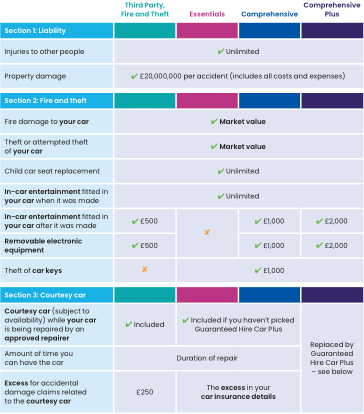 Third Party,
Fire and Theft
Essentials
Comprehensive
Comprehensive
Plus
Section 1: Liability
Injuries to other people
✔ Unlimited
Property damage
✔ £20,000,000 per accident (includes all costs and expenses)
Section 2: Fire and theft
Fire damage to your car
✔ Market value
Theft or attempted theft
of your car
✔ Market value
Child car seat replacement
✔ Unlimited
In-car entertainment fitted in
your car when it was made
✔ Unlimited
In-car entertainment fitted in
your car after it was made
✔ £500
✘
✔ £1,000
✔ £2,000
Removable electronic
equipment
✔ £500
✔ £1,000
✔ £2,000
Theft of car keys
✘
✔ £1,000
Section 3: Courtesy car
Courtesy car (subject to
availability) while your car
is being repaired by an
approved repairer
✔ Included
✔ Included if you haven't picked
Guaranteed Hire Car Plus
Replaced by
Guaranteed
Hire Car Plus
– see below
Amount of time you
can have the car
Duration of repair
Excess for accidental
damage claims related
to the courtesy car
£250
The excess in your
car insurance details